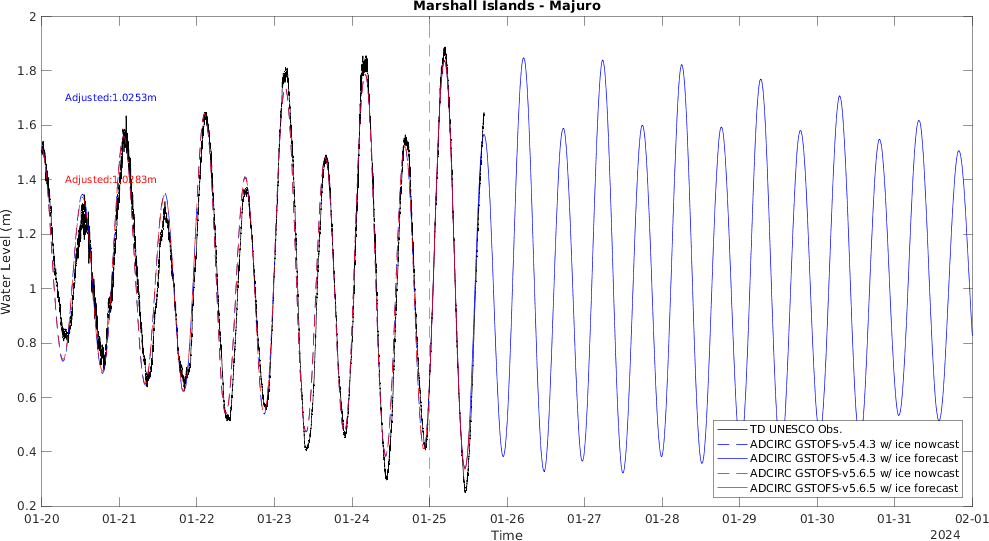 Marshall Islands - Majuro
2
1.8
1.6
1.4
1.2
1
0.8
0.6
0.4
0.2
Water Level (m)
Adjusted:1.0253m
Adjusted:1.0283m
TD UNESCO Obs.
ADCIRC GSTOFS-v5.4.3 w/ ice nowcast
ADCIRC GSTOFS-v5.4.3 w/ ice forecast
ADCIRC GSTOFS-v5.6.5 w/ ice nowcast
ADCIRC GSTOFS-v5.6.5 w/ ice forecast
01-20 01-21 01-22 01-23 01-24 01-25 01-26 01-27 01-28 01-29 01-30 01-31 02-01
Time
2024